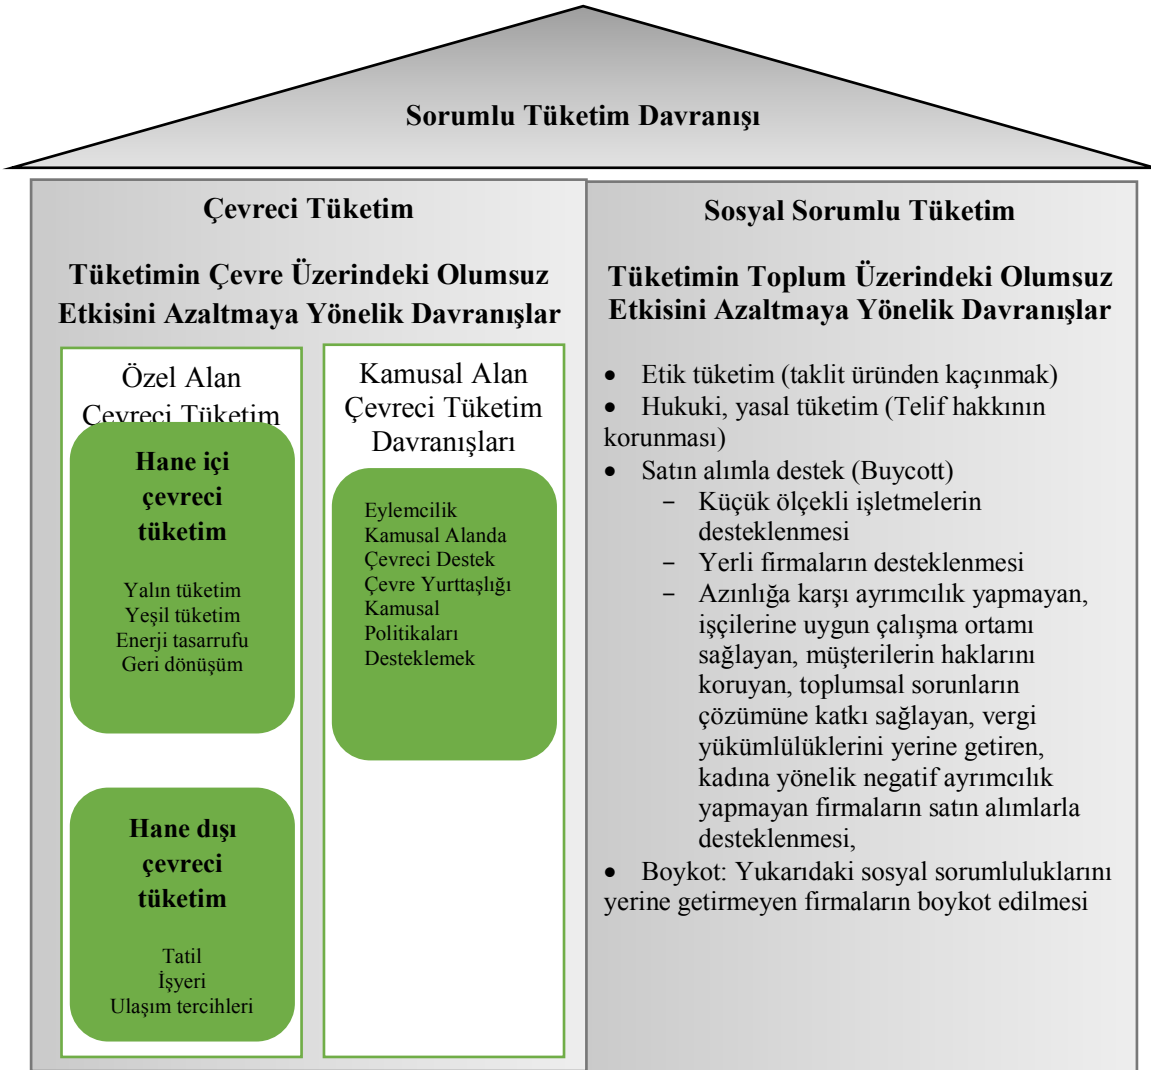 Sorumlu Tüketim Davranışı
Çevreci Tüketim
Tüketimin Çevre Üzerindeki Olumsuz
Etkisini Azaltmaya Yönelik Davranışlar
Özel Alan
Çevreci Tüketim
Hane içi
çevreci
tüketim
Yalın tüketim
Yeşil tüketim
Enerji tasarrufu
Geri dönüşüm
Hane dışı
çevreci
tüketim
Tatil
İşyeri
Ulaşım tercihleri
Kamusal Alan
Çevreci Tüketim
Davranışları
Eylemcilik
Kamusal Alanda
Çevreci Destek
Çevre Yurttaşlığı
Kamusal
Politikaları
Desteklemek
Sosyal Sorumlu Tüketim
Tüketimin Toplum Üzerindeki Olumsuz
Etkisini Azaltmaya Yönelik Davranışlar
• Etik tüketim (taklit üründen kaçınmak)
• Hukuki, yasal tüketim (Telif hakkının
korunması)
• Satın alımla destek (Buycott)
− Küçük ölçekli işletmelerin
desteklenmesi
− Yerli firmaların desteklenmesi
− Azınlığa karşı ayrımcılık yapmayan,
işçilerine uygun çalışma ortamı
sağlayan, müşterilerin haklarını
koruyan, toplumsal sorunların
çözümüne katkı sağlayan, vergi
yükümlülüklerini yerine getiren,
kadına yönelik negatif ayrımcılık
yapmayan firmaların satın alımlarla
desteklenmesi,
• Boykot: Yukarıdaki sosyal sorumluluklarını
yerine getirmeyen firmaların boykot edilmesi